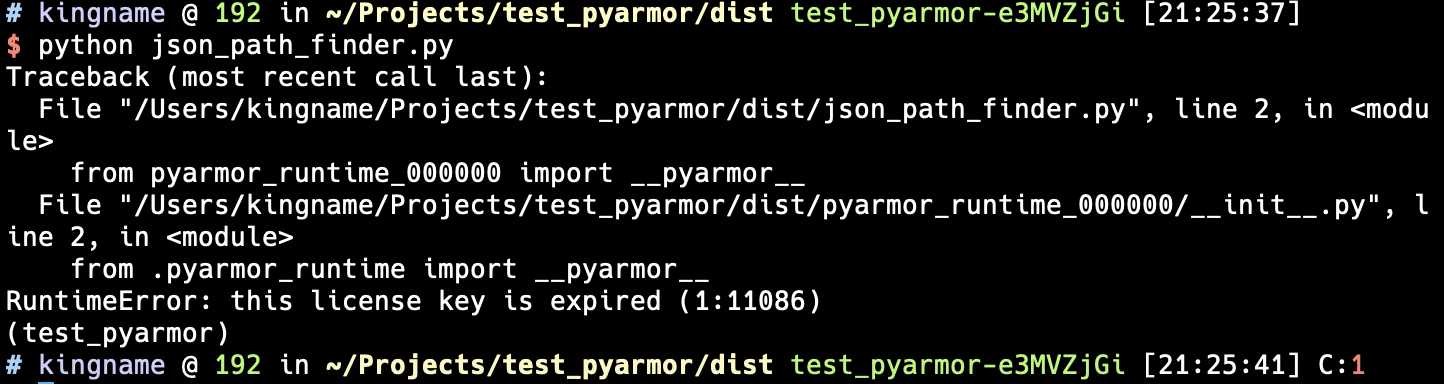 # kingname @ 192 in ~/Projects/test_pyarmor/dist test_pyarmor-e3MVZjGi [21:25:37]
$ python json_path_finder.py
Traceback (most recent call last):
  File "/Users/kingname/Projects/test_pyarmor/dist/json_path_finder.py", line 2, in <modu
le>
    from pyarmor_runtime_000000 import __pyarmor__
  File "/Users/kingname/Projects/test_pyarmor/dist/pyarmor_runtime_000000/__init__.py", l
ine 2, in <module>
    from .pyarmor_runtime import __pyarmor__
RuntimeError: this license key is expired (1:11086)
(test_pyarmor)
# kingname @ 192 in ~/Projects/test_pyarmor/dist test_pyarmor-e3MVZjGi [21:25:41] C:1